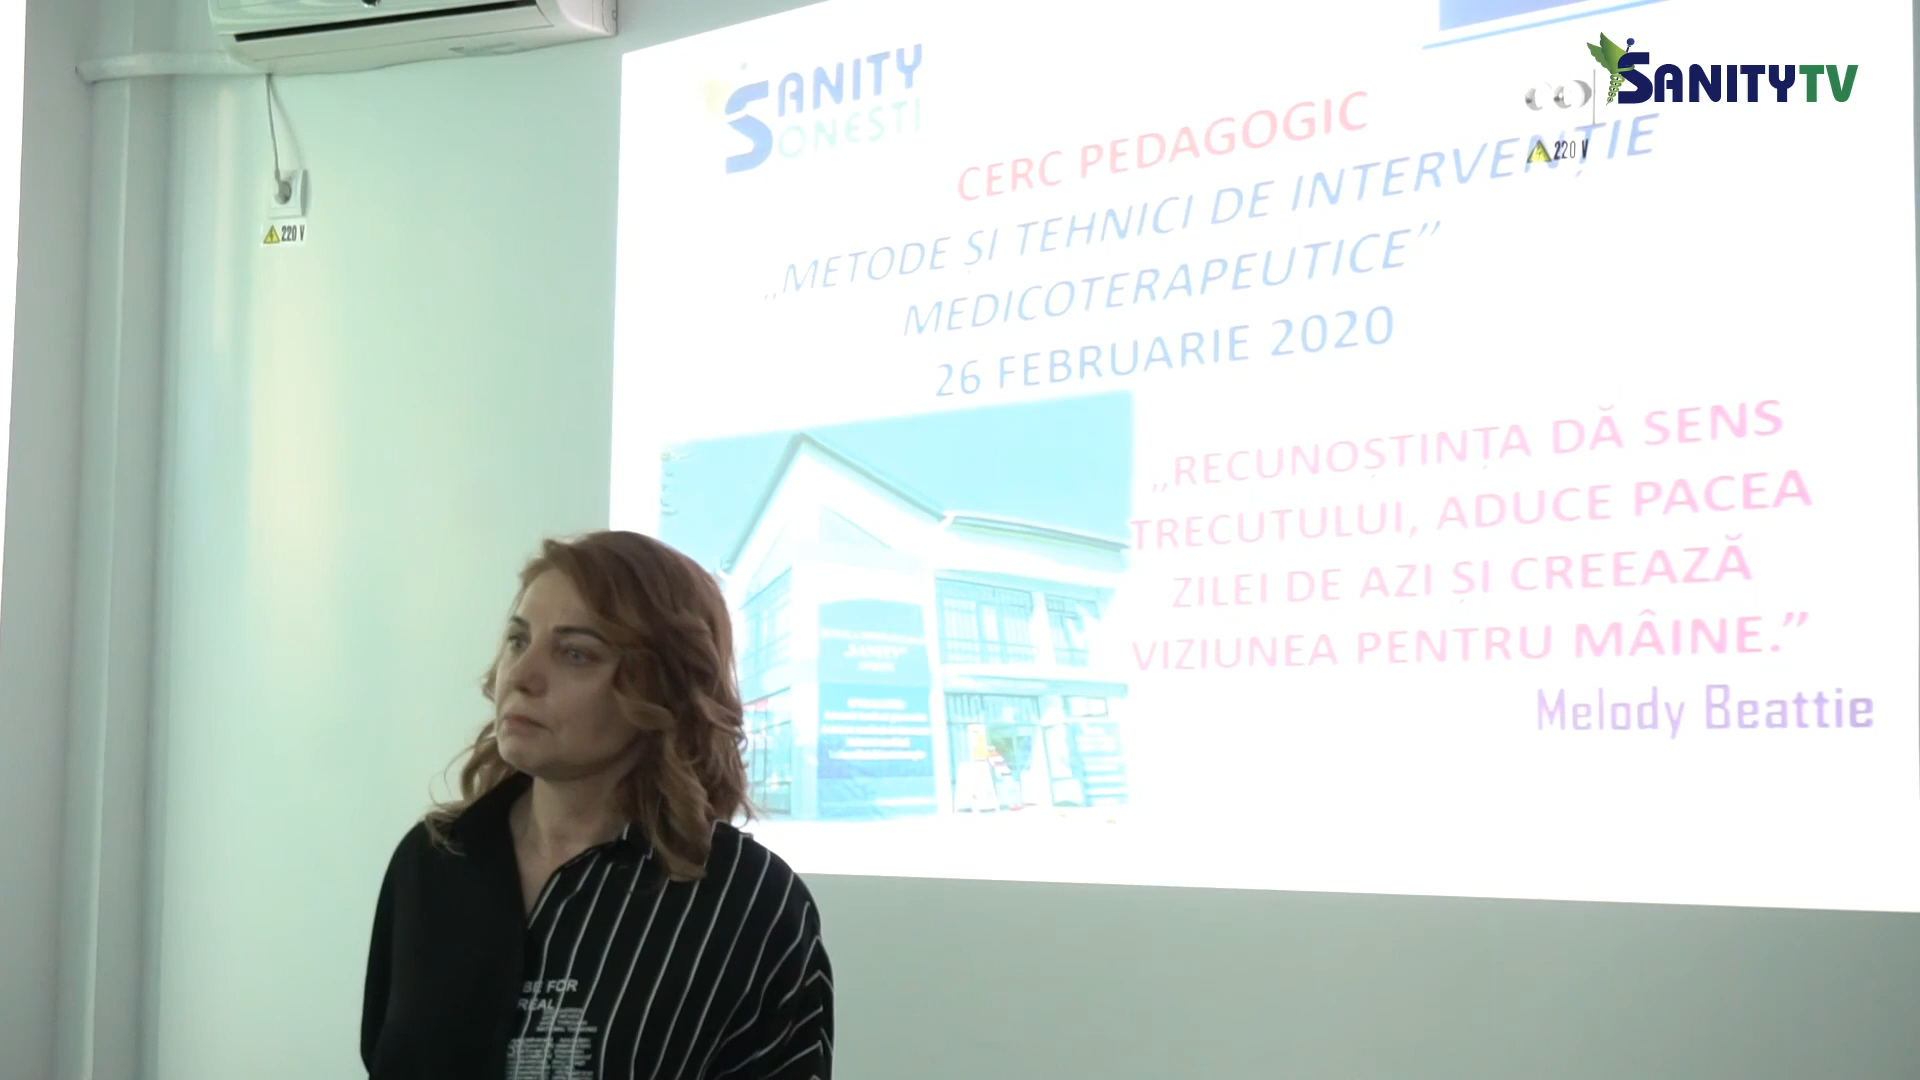 SANITY
ONESTI
SANITYTV
CERC PEDAGOGIC
„METODE ȘI TEHNICI DE INTERVENȚIE
MEDICOTERAPEUTICE”
26 FEBRUARIE 2020
220 V
220 V
„RECUNOȘTINȚA DĂ SENS
TRECUTULUI, ADUCE PACEA
ZILEI DE AZI ȘI CREEAZĂ
VIZIUNEA PENTRU MÂINE.”
Melody Beattie
BE FOR
REAL